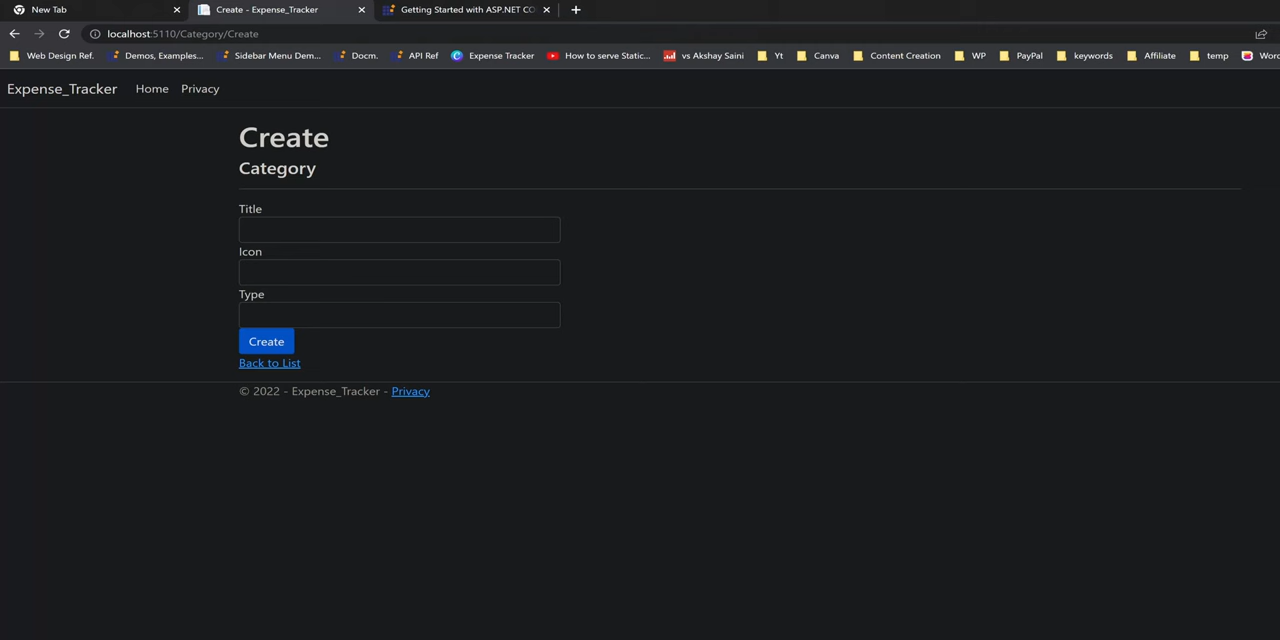 New Tab
Create - Expense_Tracker
Getting Started with ASP.NET CO
localhost:5110/Category/Create
Web Design Ref.
Demos, Examples...
Sidebar Menu Dem...
Docm.
API Ref
Expense Tracker
How to serve Static...
vs Akshay Saini
Yt
Canva
Content Creation
WP
PayPal
keywords
Affiliate
temp
Expense_Tracker
Home
Privacy
Create
Category
Title
Icon
Type
Create
Back to List
© 2022 - Expense_Tracker - Privacy